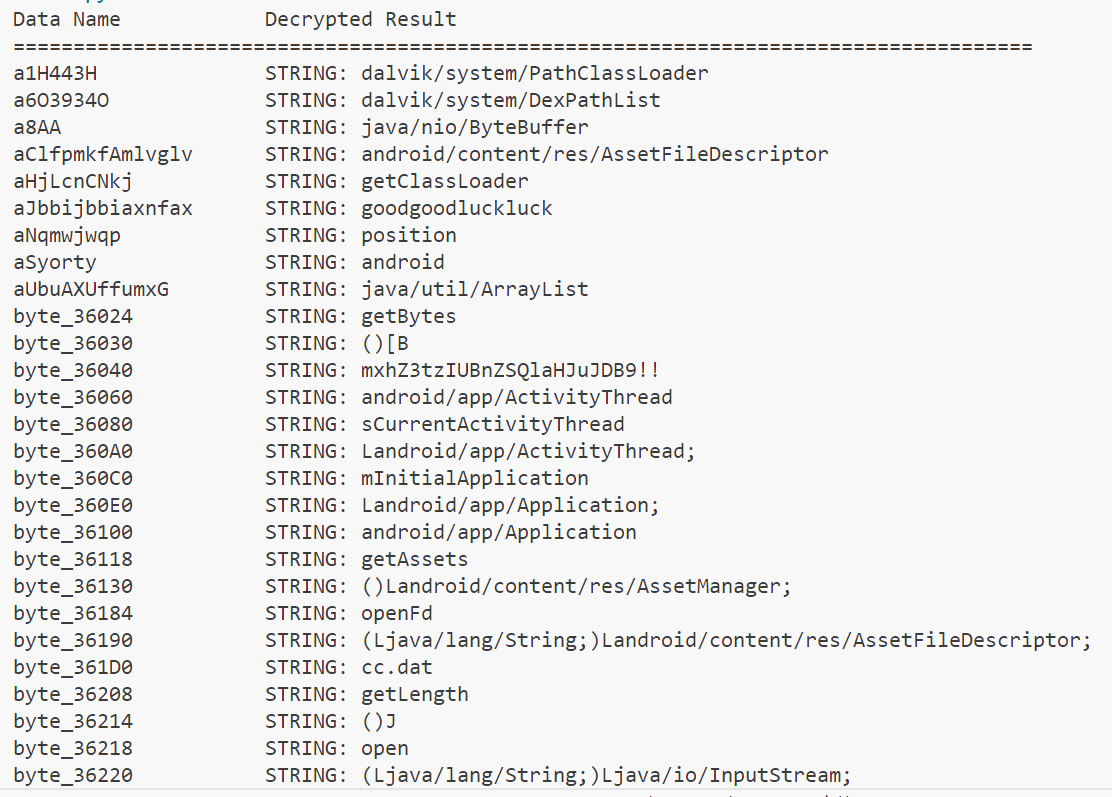 Data Name Decrypted Result
=====================================================================================
a1H443H STRING: dalvik/system/PathClassLoader
a6O3934O STRING: dalvik/system/DexPathList
a8AA STRING: java/nio/ByteBuffer
aClfpmkfAmlvglv STRING: android/content/res/AssetFileDescriptor
aHjLcnCNkj STRING: getClassLoader
aJbbijbbiaxnfax STRING: goodgoodluckluck
aNqmwjwqp STRING: position
aSyorty STRING: android
aUbuAXUffumxG STRING: java/util/ArrayList
byte_36024 STRING: getBytes
byte_36030 STRING: ()[B
byte_36040 STRING: mxhZ3tzIUBnZSQlaHJuJDB9!!
byte_36060 STRING: android/app/ActivityThread
byte_36080 STRING: sCurrentActivityThread
byte_360A0 STRING: Landroid/app/ActivityThread;
byte_360C0 STRING: mInitialApplication
byte_360E0 STRING: Landroid/app/Application;
byte_36100 STRING: android/app/Application
byte_36118 STRING: getAssets
byte_36130 STRING: ()Landroid/content/res/AssetManager;
byte_36184 STRING: openFd
byte_36190 STRING: (Ljava/lang/String;)Landroid/content/res/AssetFileDescriptor;
byte_361D0 STRING: cc.dat
byte_36208 STRING: getLength
byte_36214 STRING: ()J
byte_36218 STRING: open
byte_36220 STRING: (Ljava/lang/String;)Ljava/io/InputStream;